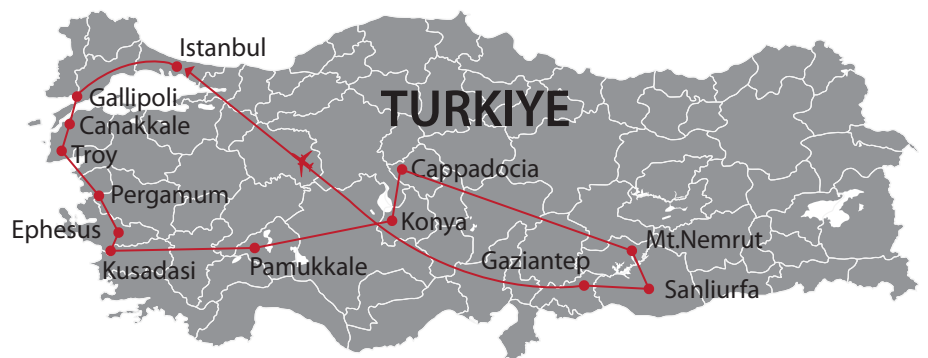 Istanbul
Gallipoli
TURKIYE
Canakkale
Troy
Cappadocia
Pergamum
Konya
Ephesus
Mt.Nemrut
Gaziantep
Pamukkale
Kusadasi
Sanliurfa